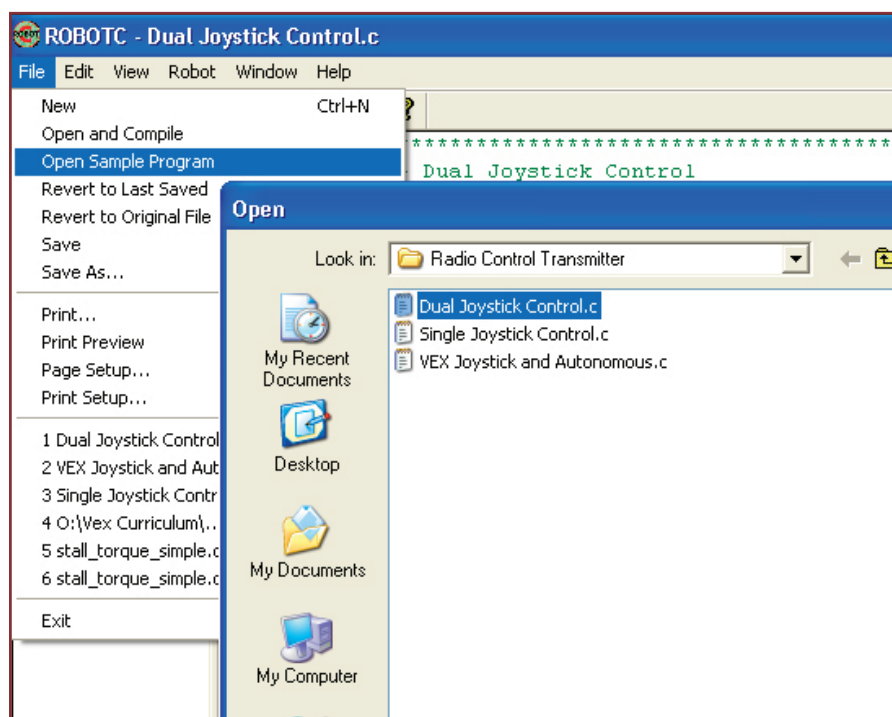 ROBOTC - Dual Joystick Control.c
File Edit View Robot Window Help
New Ctrl+N
Open and Compile
Open Sample Program
Revert to Last Saved
Revert to Original File
Save
Save As...
Print...
Print Preview
Page Setup...
Print Setup...
1 Dual Joystick Control
2 VEX Joystick and Aut
3 Single Joystick Contr
4 O:\Vex Curriculum\..
5 stall_torque_simple.c
6 stall_torque_simple.c
Exit
Dual Joystick Control
Open
Look in: Radio Control Transmitter
Dual Joystick Control.c
Single Joystick Control.c
VEX Joystick and Autonomous.c
My Recent
Documents
Desktop
My Documents
My Computer